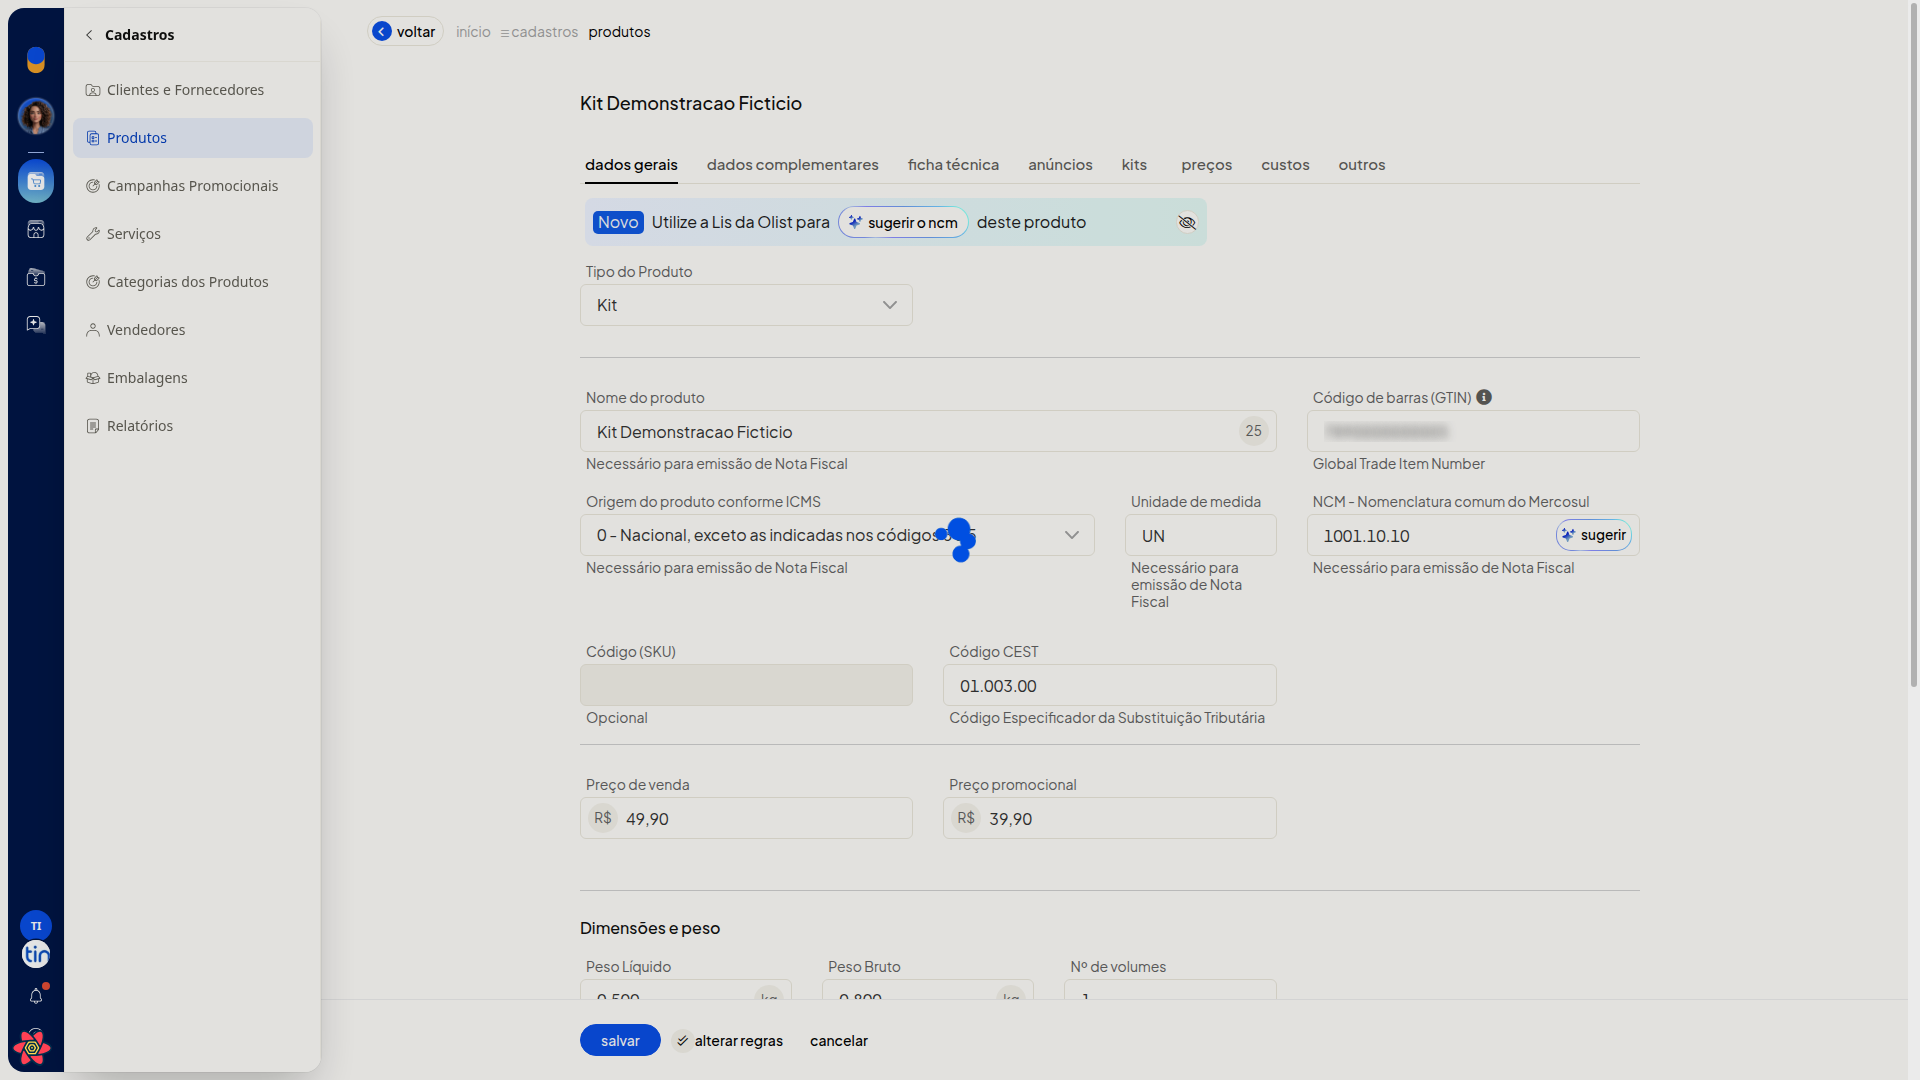 Cadastros
Clientes e Fornecedores
Produtos
Campanhas Promocionais
Serviços
Categorias dos Produtos
Vendedores
Embalagens
Relatórios
TI
tin
voltar início cadastros produtos
Kit Demonstracao Ficticio
dados gerais dados complementares ficha técnica anúncios kits preços custos outros
Novo Utilize a Lis da Olist para sugerir o ncm deste produto
Tipo do Produto
Kit
Nome do produto Código de barras (GTIN)
Kit Demonstracao Ficticio 25
Necessário para emissão de Nota Fiscal Global Trade Item Number
Origem do produto conforme ICMS Unidade de medida NCM - Nomenclatura comum do Mercosul
0 - Nacional, exceto as indicadas nos códigos UN 1001.10.10 sugerir
Necessário para emissão de Nota Fiscal Necessário para Necessário para emissão de Nota Fiscal
emissão de Nota
Fiscal
Código (SKU) Código CEST
01.003.00
Opcional Código Especificador da Substituição Tributária
Preço de venda Preço promocional
R$ 49,90 R$ 39,90
Dimensões e peso
Peso Líquido Peso Bruto Nº de volumes
0,500 kg 0,800 kg 1
salvar alterar regras cancelar